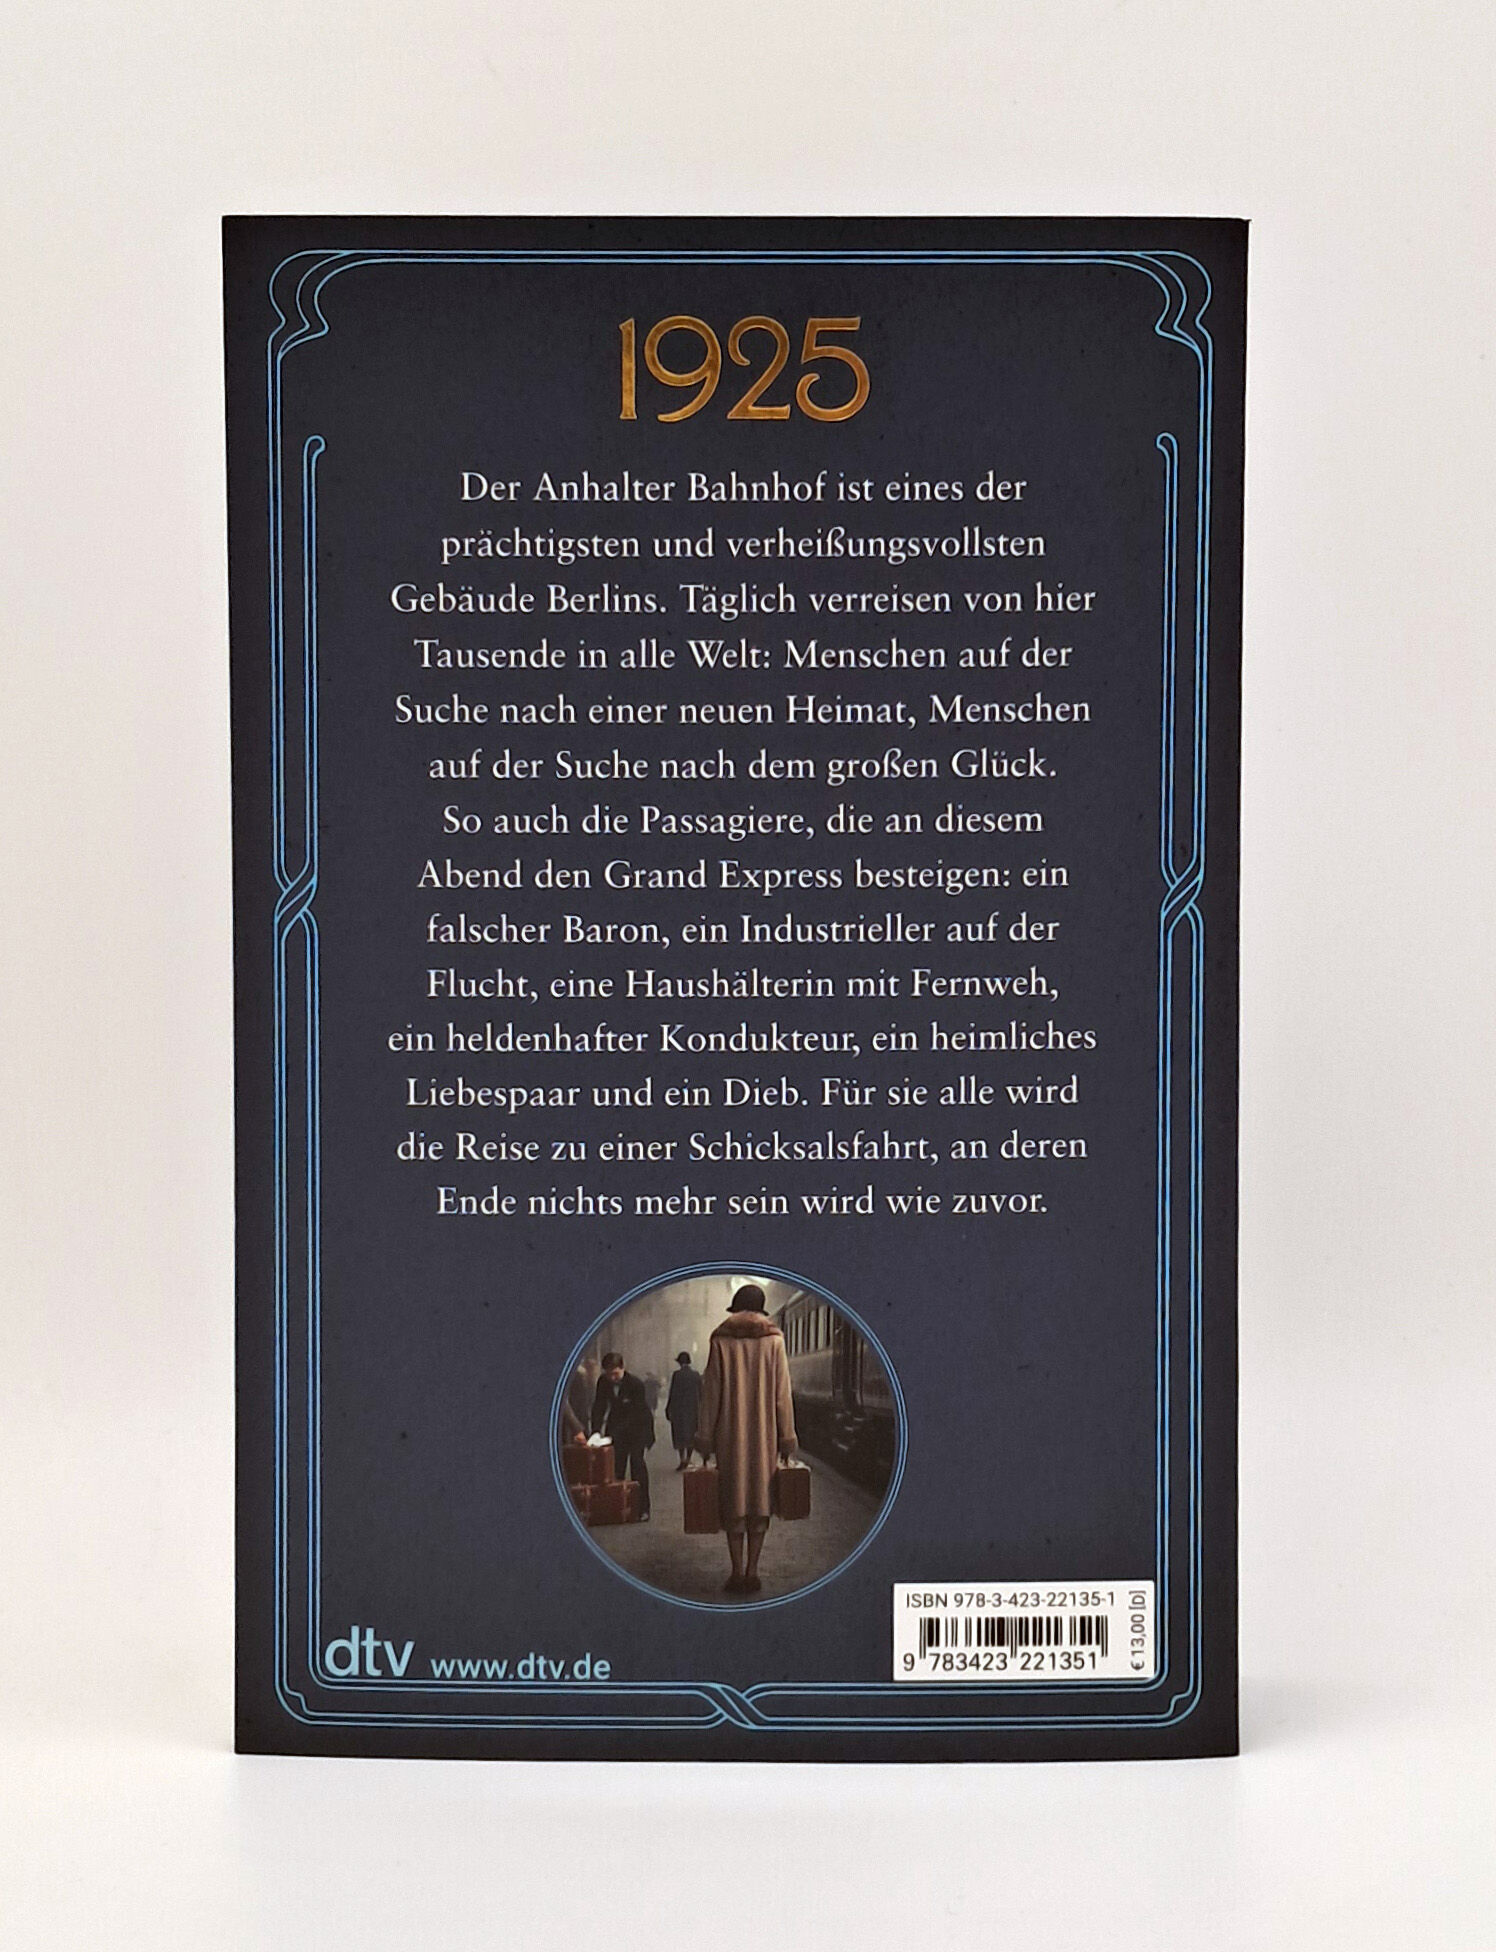 1925
Der Anhalter Bahnhof ist eines der
prächtigsten und verheißungsvollsten
Gebäude Berlins. Täglich verreisen von hier
Tausende in alle Welt: Menschen auf der
Suche nach einer neuen Heimat, Menschen
auf der Suche nach dem großen Glück.
So auch die Passagiere, die an diesem
Abend den Grand Express besteigen: ein
falscher Baron, ein Industrieller auf der
Flucht, eine Haushälterin mit Fernweh,
ein heldenhafter Kondukteur, ein heimliches
Liebespaar und ein Dieb. Für sie alle wird
die Reise zu einer Schicksalsfahrt, an deren
Ende nichts mehr sein wird wie zuvor.
dtv www.dtv.de
ISBN 978-3-423-22135-1
9 783423 221351
€ 13,00 [D]